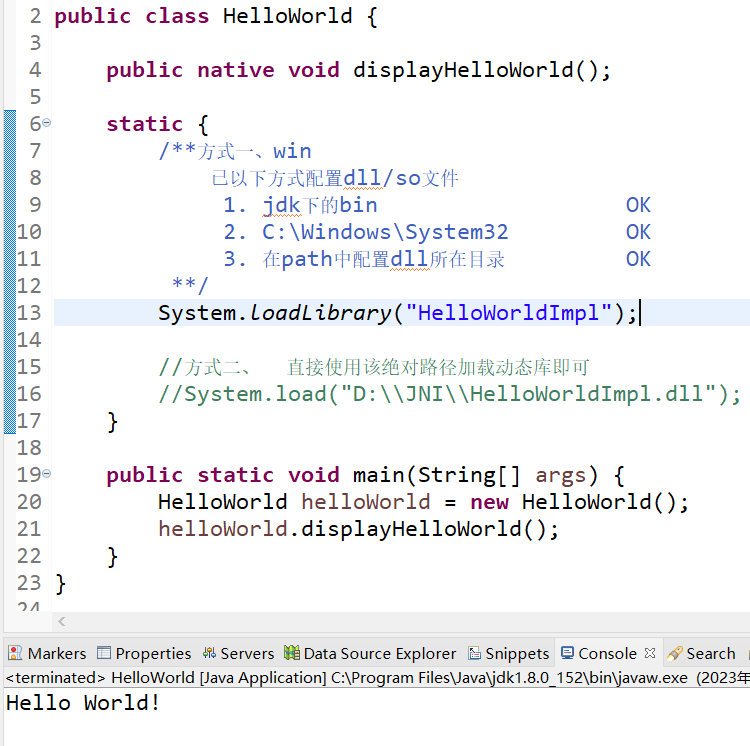 2 public class HelloWorld {
3
4     public native void displayHelloWorld();
5
6     static {
7         /**方式一、win
8             已以下方式配置dll/so文件
9              1. jdk下的bin                   OK
10              2. C:\Windows\System32         OK
11              3. 在path中配置dll所在目录         OK
12          **/
13         System.loadLibrary("HelloWorldImpl");
14
15         //方式二、  直接使用该绝对路径加载动态库即可
16         //System.load("D:\\JNI\\HelloWorldImpl.dll");
17     }
18
19     public static void main(String[] args) {
20         HelloWorld helloWorld = new HelloWorld();
21         helloWorld.displayHelloWorld();
22     }
23 }
24
Markers Properties Servers Data Source Explorer Snippets Console Search
<terminated> HelloWorld [Java Application] C:\Program Files\Java\jdk1.8.0_152\bin\javaw.exe (2023年
Hello World!